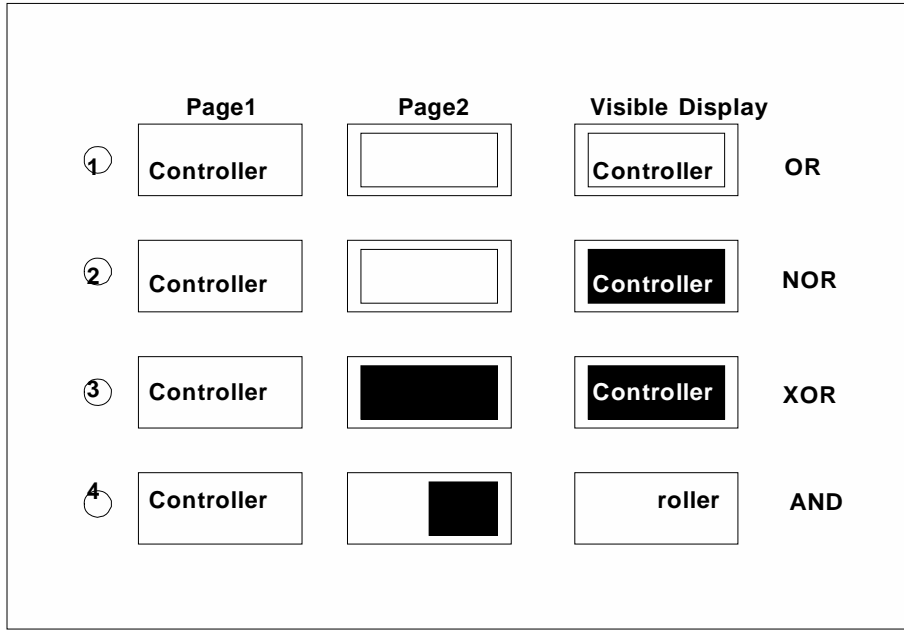 Page1 Page2 Visible Display
1 Controller Controller OR
2 Controller Controller NOR
3 Controller Controller XOR
4 Controller roller AND